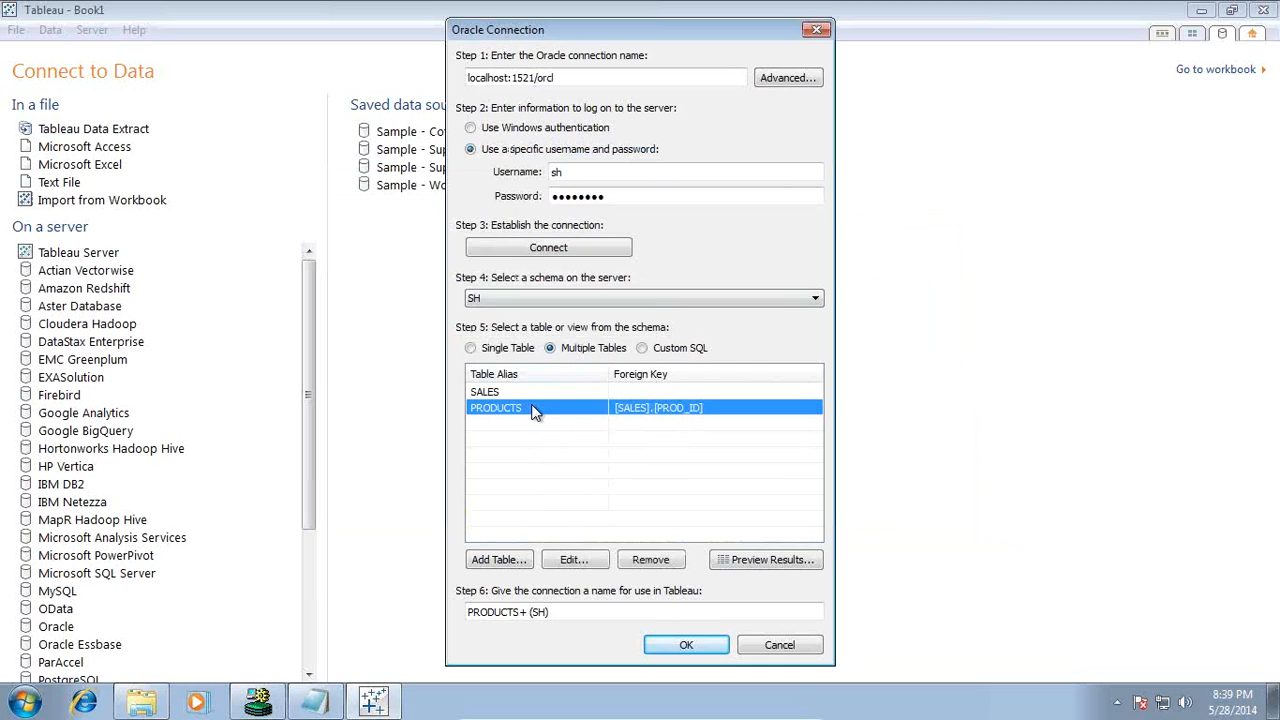 Tableau - Book1
File Data Server Help
Connect to Data
Go to workbook
In a file
Tableau Data Extract
Microsoft Access
Microsoft Excel
Text File
Import from Workbook
On a server
Tableau Server
Actian Vectorwise
Amazon Redshift
Aster Database
Cloudera Hadoop
DataStax Enterprise
EMC Greenplum
EXASolution
Firebird
Google Analytics
Google BigQuery
Hortonworks Hadoop Hive
HP Vertica
IBM DB2
IBM Netezza
MapR Hadoop Hive
Microsoft Analysis Services
Microsoft PowerPivot
Microsoft SQL Server
MySQL
OData
Oracle
Oracle Essbase
ParAccel
PostgreSQL
Saved data sou
Sample - Cof
Sample - Sup
Sample - Sup
Sample - Wo
Oracle Connection
Step 1: Enter the Oracle connection name:
localhost:1521/orcl
Advanced...
Step 2: Enter information to log on to the server:
Use Windows authentication
Use a specific username and password:
Username: sh
Password: ••••••••
Step 3: Establish the connection:
Connect
Step 4: Select a schema on the server:
SH
Step 5: Select a table or view from the schema:
Single Table Multiple Tables Custom SQL
Table Alias Foreign Key
SALES
PRODUCTS [SALES].[PROD_ID]
Add Table... Edit... Remove Preview Results...
Step 6: Give the connection a name for use in Tableau:
PRODUCTS+ (SH)
OK Cancel
8:39 PM
5/28/2014